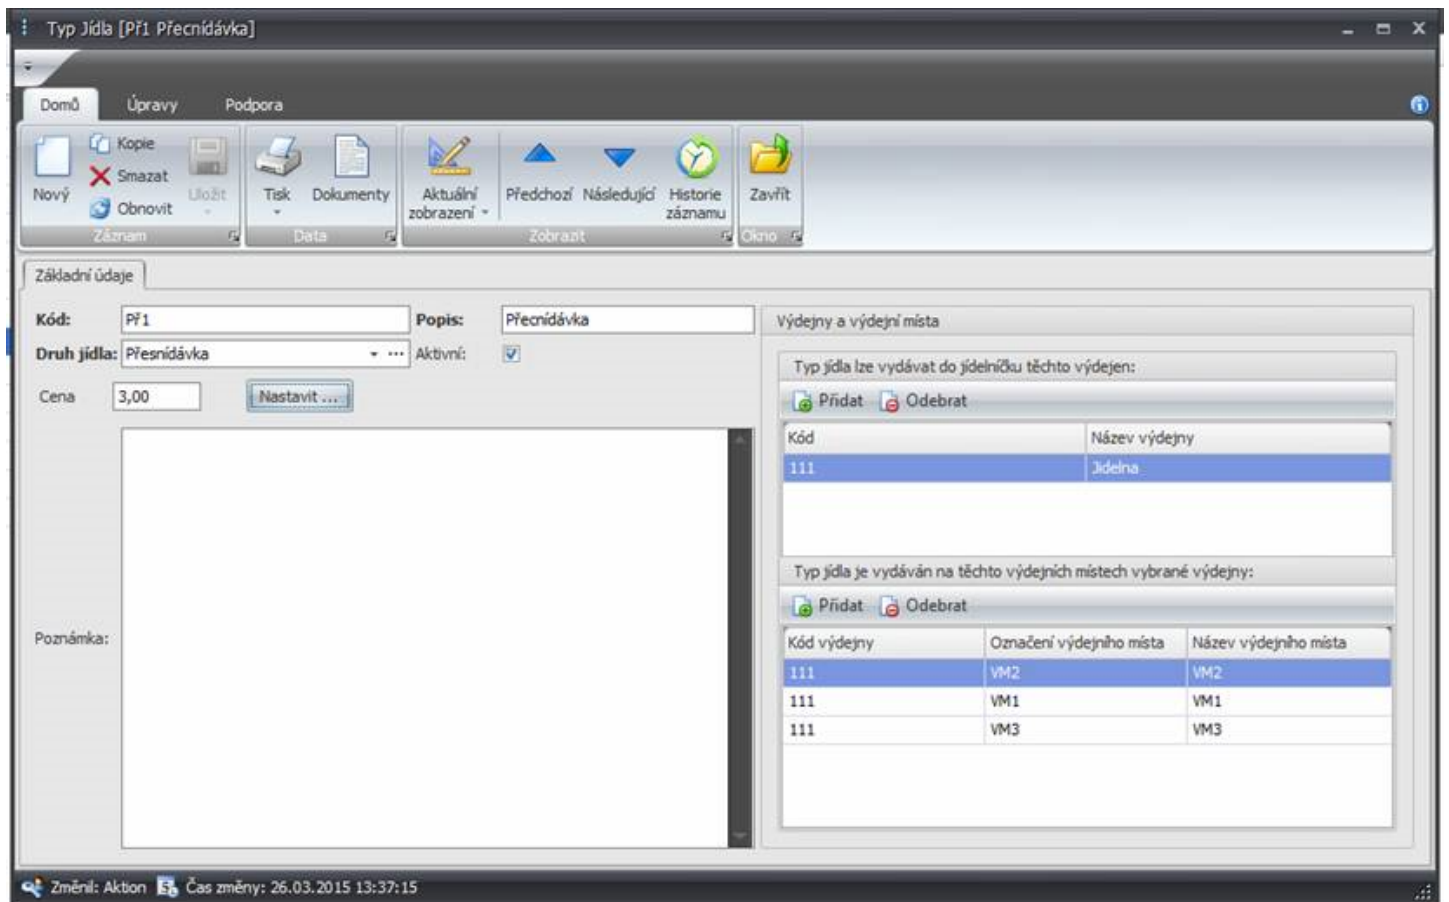 Typ Jídla [Př1 Přecnídávka]
Domů Úpravy Podpora
Nový
Kopie
Smazat
Obnovit
Uložit
Záznam
Tisk
Dokumenty
Data
Aktuální
zobrazení
Předchozí
Následující
Historie
záznamu
Zobrazit
Zavřít
Okno
Základní údaje
Kód: Př1 Popis: Přecnídávka
Druh jídla: Přesnídávka ... Aktivní:
Cena 3,00 Nastavit ...
Poznámka:
Výdejny a výdejní místa
Typ jídla lze vydávat do jídelníčku těchto výdejen:
Přidat Odebrat
Kód Název výdejny
111 Jidelna
Typ jídla je vydáván na těchto výdejních místech vybrané výdejny:
Přidat Odebrat
Kód výdejny Označení výdejního místa Název výdejního místa
111 VM2 VM2
111 VM1 VM1
111 VM3 VM3
Změnil: Aktion Čas změny: 26.03.2015 13:37:15